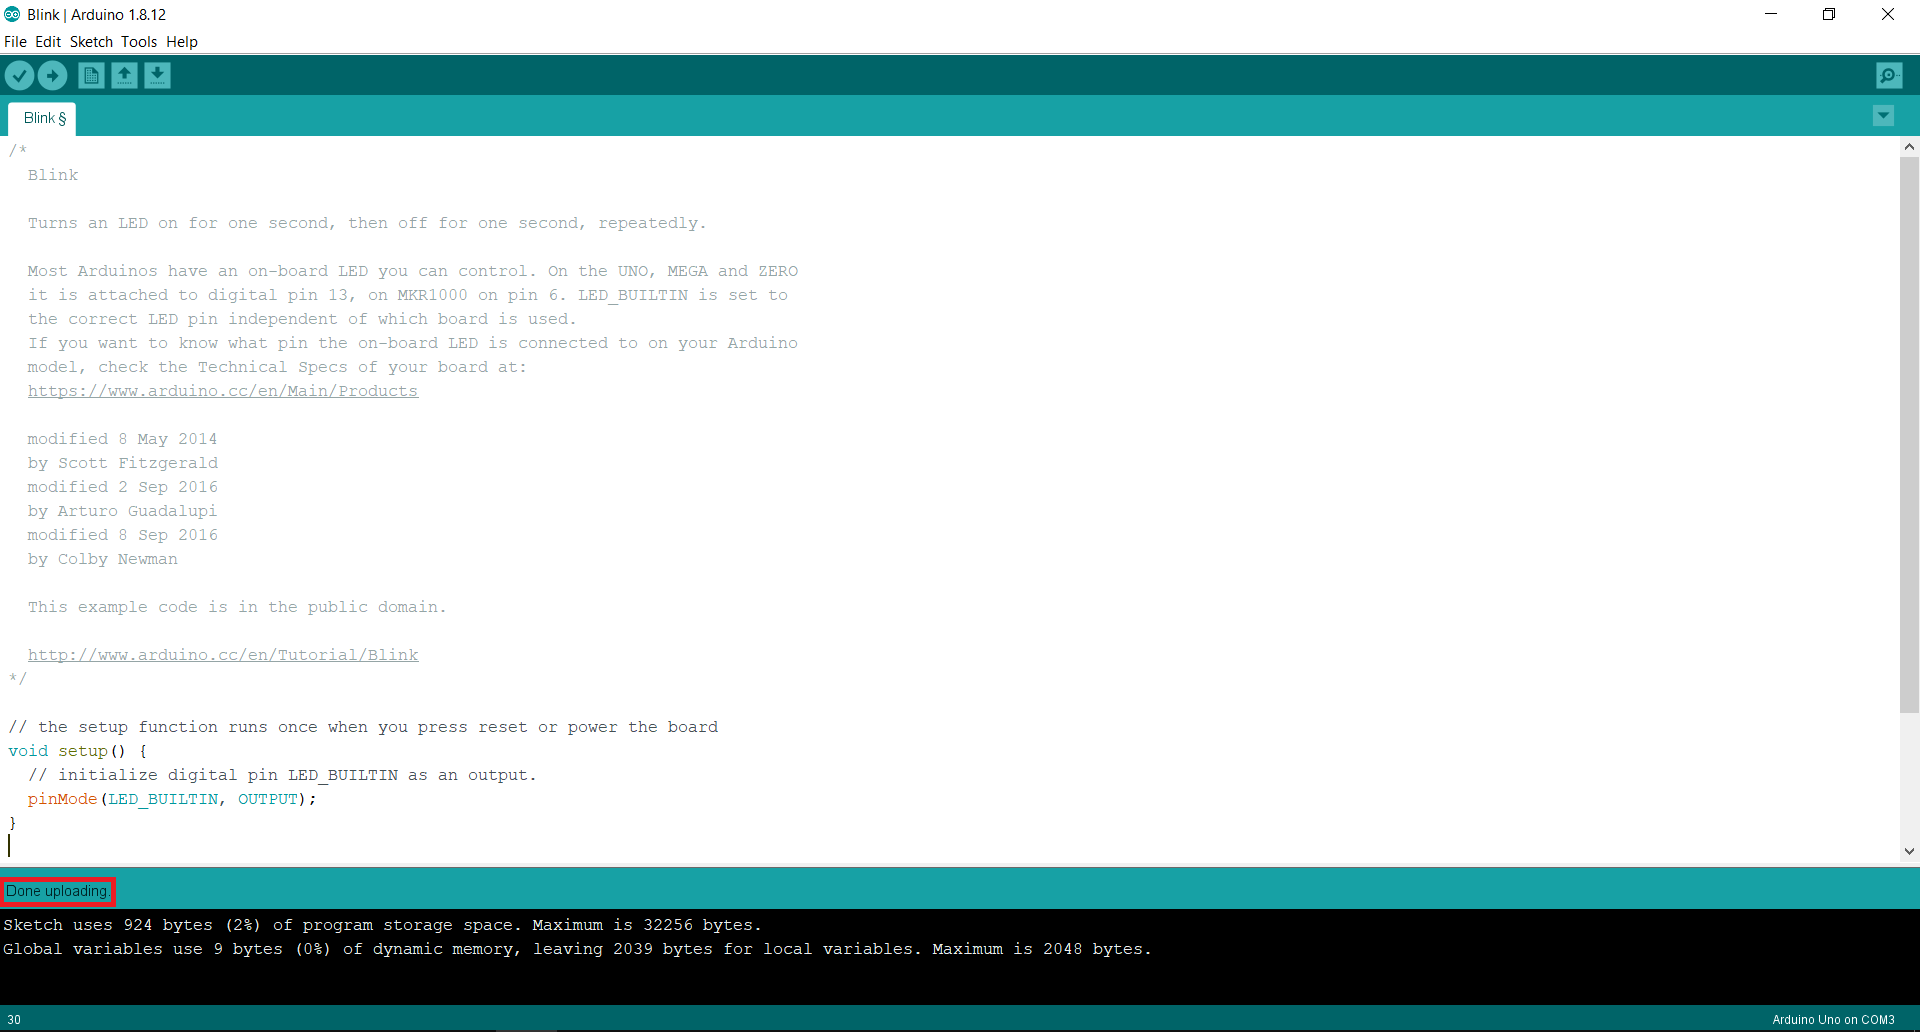 Blink | Arduino 1.8.12
File Edit Sketch Tools Help
Blink §
/*
Blink
Turns an LED on for one second, then off for one second, repeatedly.
Most Arduinos have an on-board LED you can control. On the UNO, MEGA and ZERO
it is attached to digital pin 13, on MKR1000 on pin 6. LED_BUILTIN is set to
the correct LED pin independent of which board is used.
If you want to know what pin the on-board LED is connected to on your Arduino
model, check the Technical Specs of your board at:
https://www.arduino.cc/en/Main/Products
modified 8 May 2014
by Scott Fitzgerald
modified 2 Sep 2016
by Arturo Guadalupi
modified 8 Sep 2016
by Colby Newman
This example code is in the public domain.
http://www.arduino.cc/en/Tutorial/Blink
*/
// the setup function runs once when you press reset or power the board
void setup() {
// initialize digital pin LED_BUILTIN as an output.
pinMode(LED_BUILTIN, OUTPUT);
}
Done uploading.
Sketch uses 924 bytes (2%) of program storage space. Maximum is 32256 bytes.
Global variables use 9 bytes (0%) of dynamic memory, leaving 2039 bytes for local variables. Maximum is 2048 bytes.
30
Arduino Uno on COM3